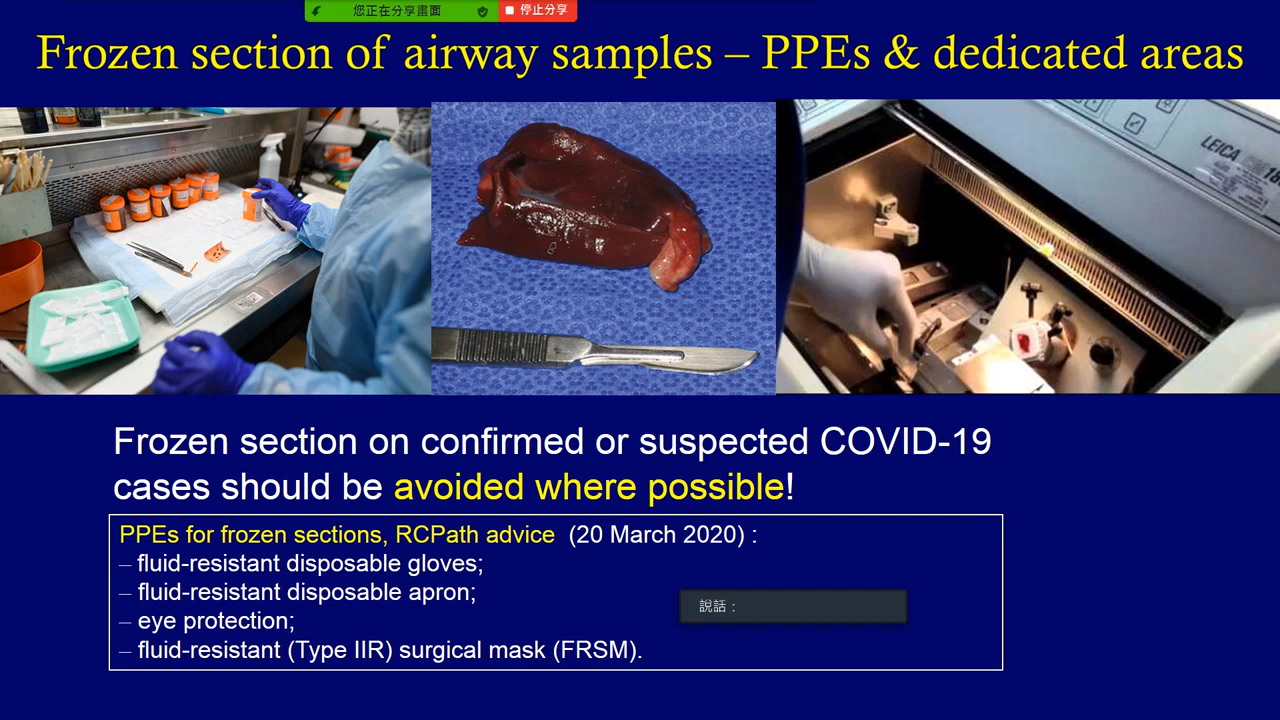 您正在分享畫面
停止分享
Frozen section of airway samples – PPEs & dedicated areas
LEICA
Frozen section on confirmed or suspected COVID-19
cases should be avoided where possible!
PPEs for frozen sections, RCPath advice (20 March 2020) :
– fluid-resistant disposable gloves;
– fluid-resistant disposable apron;
– eye protection;
– fluid-resistant (Type IIR) surgical mask (FRSM).
說話：